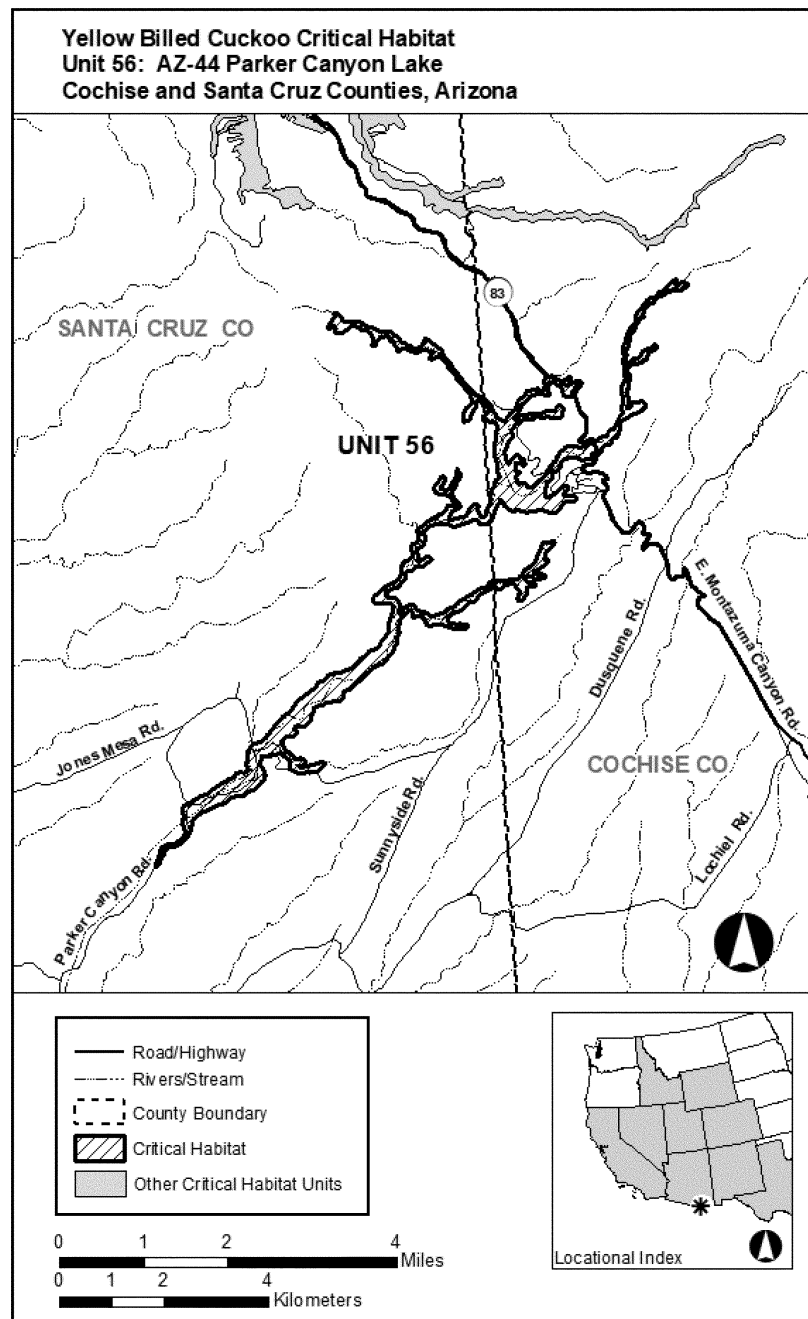 Yellow Billed Cuckoo Critical Habitat
Unit 56: AZ-44 Parker Canyon Lake
Cochise and Santa Cruz Counties, Arizona
83
SANTA CRUZ CO
UNIT 56
E. Montazuma Canyon Rd.
Dusquene Rd.
Jones Mesa Rd.
COCHISE CO
Sunnyside Rd.
Lochiel Rd.
Parker Canyon Rd.
Road/Highway
Rivers/Stream
County Boundary
Critical Habitat
Other Critical Habitat Units
0 1 2 4
Miles
0 1 2 4
Kilometers
Locational Index